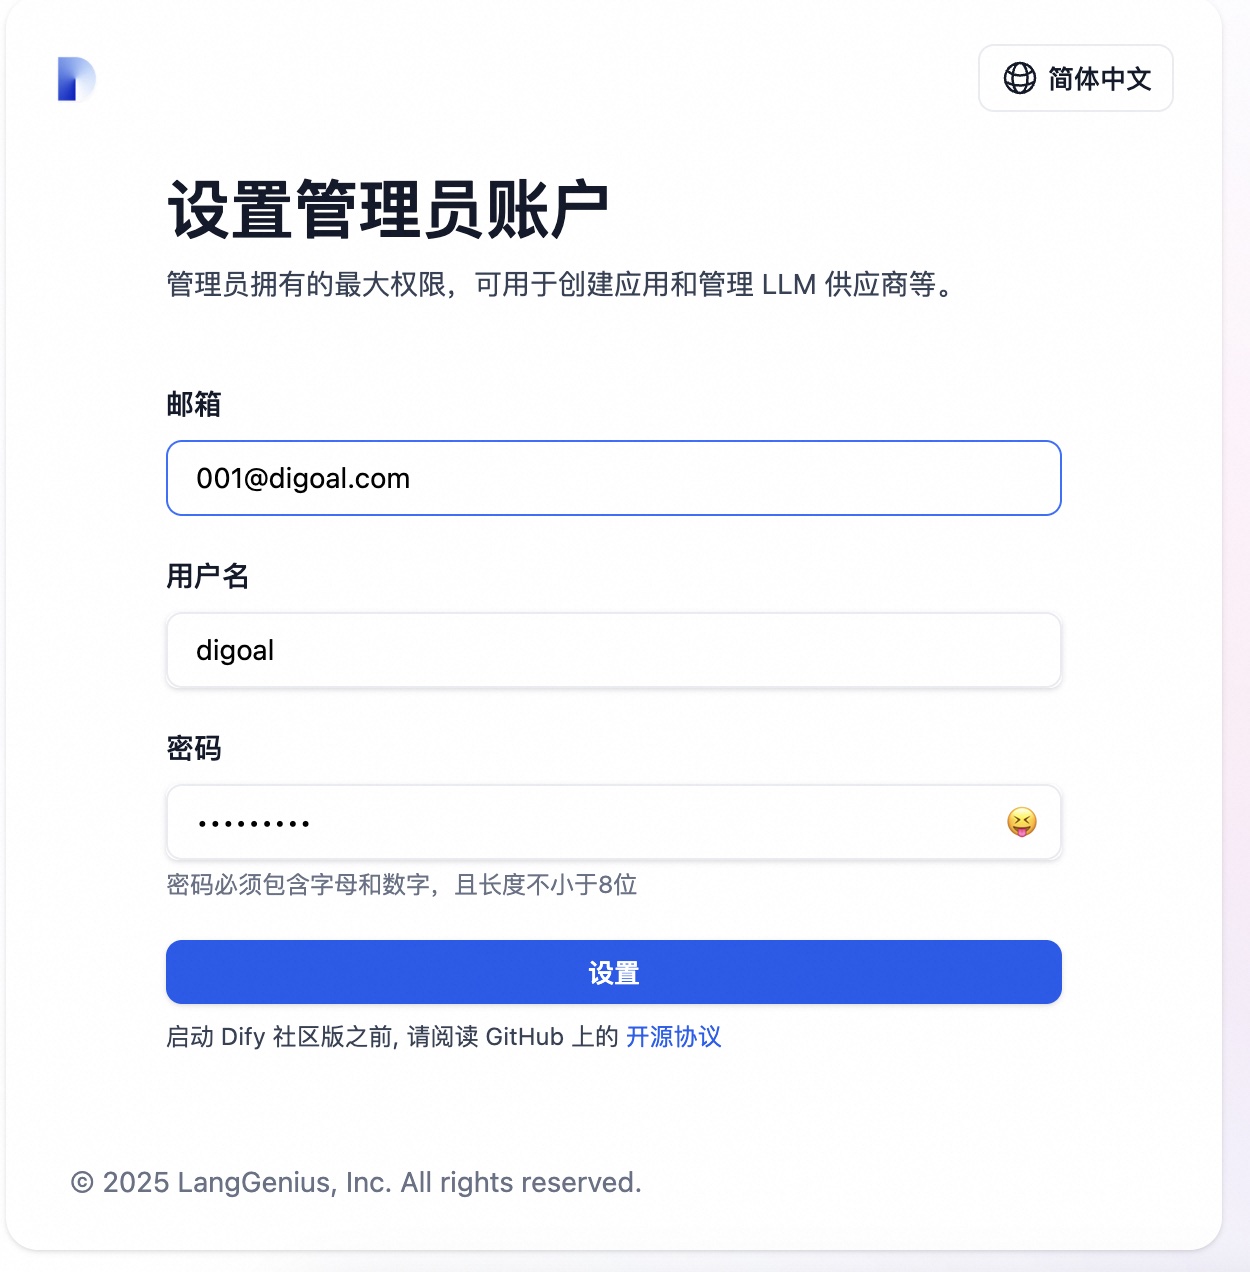 简体中文
设置管理员账户
管理员拥有的最大权限，可用于创建应用和管理 LLM 供应商等。
邮箱
001@digoal.com
用户名
digoal
密码
•••••••••
密码必须包含字母和数字，且长度不小于8位
设置
启动 Dify 社区版之前, 请阅读 GitHub 上的 开源协议
© 2025 LangGenius, Inc. All rights reserved.